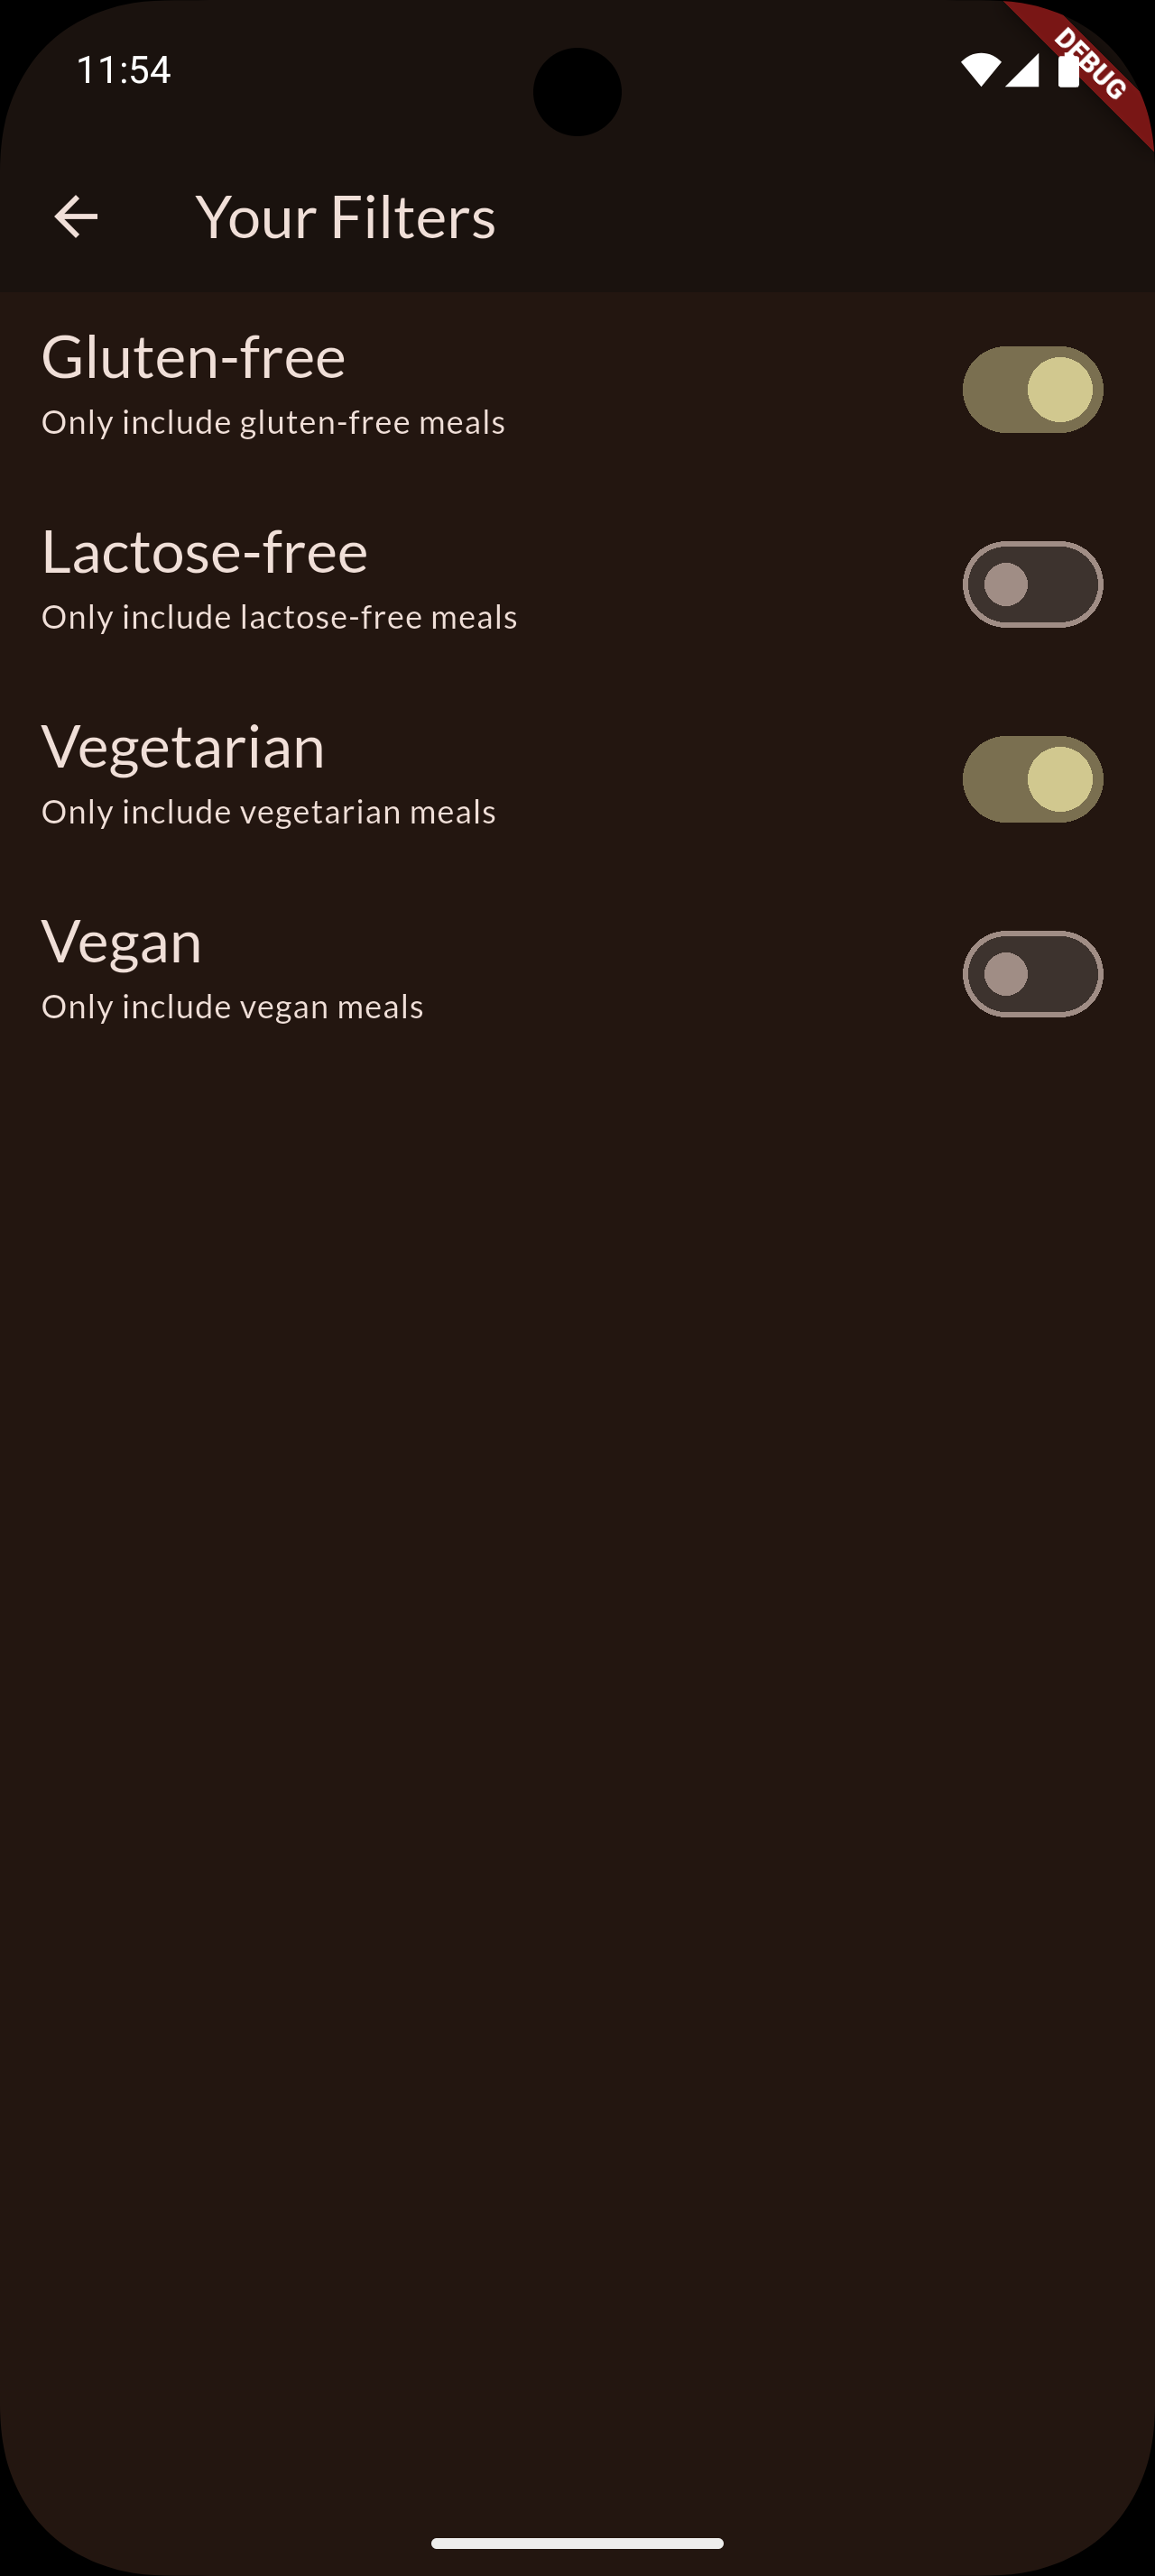 11:54
DEBUG
Your Filters
Gluten-free
Only include gluten-free meals
Lactose-free
Only include lactose-free meals
Vegetarian
Only include vegetarian meals
Vegan
Only include vegan meals